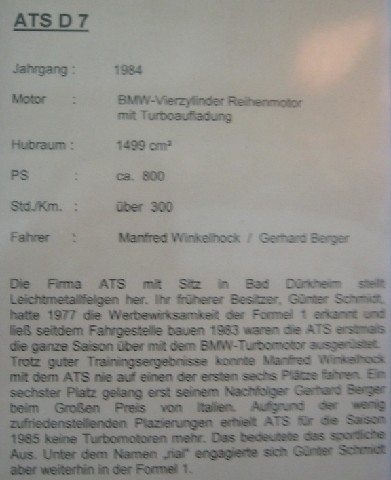 ATS D 7
Jahrgang : 1984
Motor : BMW-Vierzylinder Reihenmotor
mit Turboaufladung
Hubraum : 1499 cm³
PS : ca. 800
Std./Km. : über 300
Fahrer : Manfred Winkelhock / Gerhard Berger
Die Firma ATS mit Sitz in Bad Dürkheim stellt
Leichtmetallfelgen her. Ihr früherer Besitzer, Günter Schmidt,
hatte 1977 die Werbewirksamkeit der Formel 1 erkannt und
ließ seitdem Fahrgestelle bauen 1983 waren die ATS erstmals
die ganze Saison über mit dem BMW-Turbomotor ausgerüstet.
Trotz guter Trainingsergebnisse konnte Manfred Winkelhock
mit dem ATS nie auf einen der ersten sechs Plätze fahren. Ein
sechster Platz gelang erst seinem Nachfolger Gerhard Berger
beim Großen Preis von Italien. Aufgrund der wenig
zufriedenstellenden Plazierungen erhielt ATS für die Saison
1985 keine Turbomotoren mehr. Das bedeutete das sportliche
Aus. Unter dem Namen „rial" engagierte sich Günter Schmidt
aber weiterhin in der Formel 1.